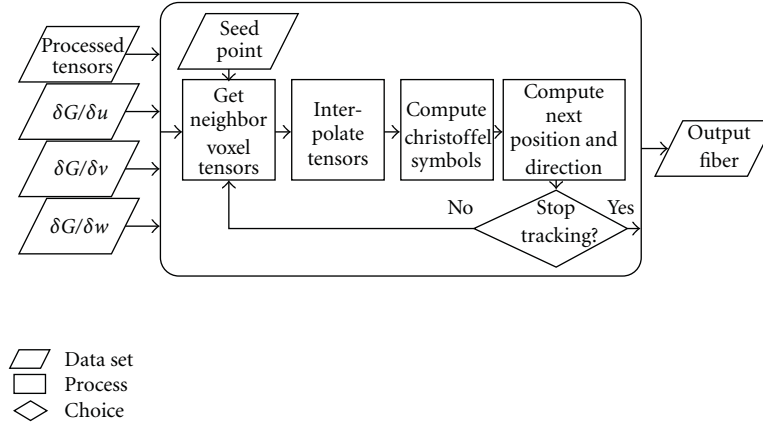 Processed
tensors
δG/δu
δG/δv
δG/δw
Seed
point
Get
neighbor
voxel
tensors
Inter-
polate
tensors
Compute
christoffel
symbols
Compute
next
position and
direction
No
Stop
tracking?
Yes
Output
fiber
Data set
Process
Choice